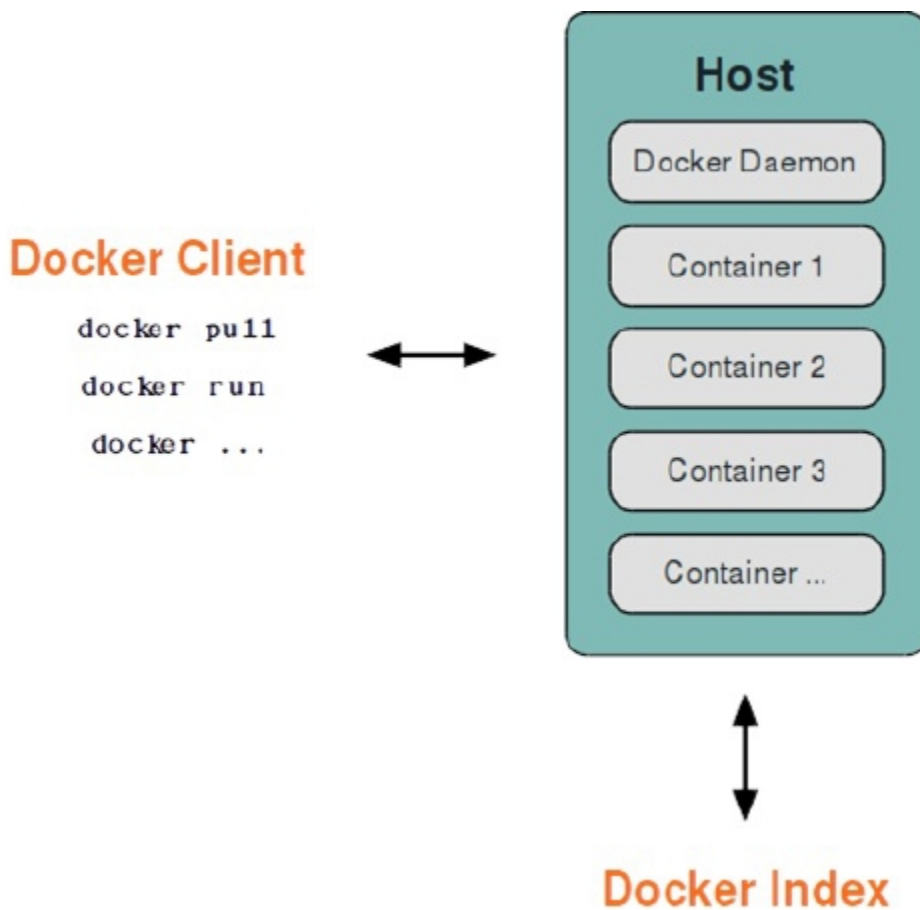 Host
Docker Daemon
Container 1
Container 2
Container 3
Container ...
Docker Client
docker pull
docker run
docker ...
Docker Index